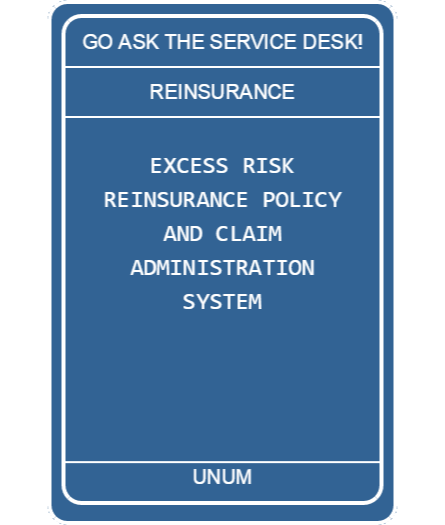 GO ASK THE SERVICE DESK!
REINSURANCE
EXCESS RISK
REINSURANCE POLICY
AND CLAIM
ADMINISTRATION
SYSTEM
UNUM